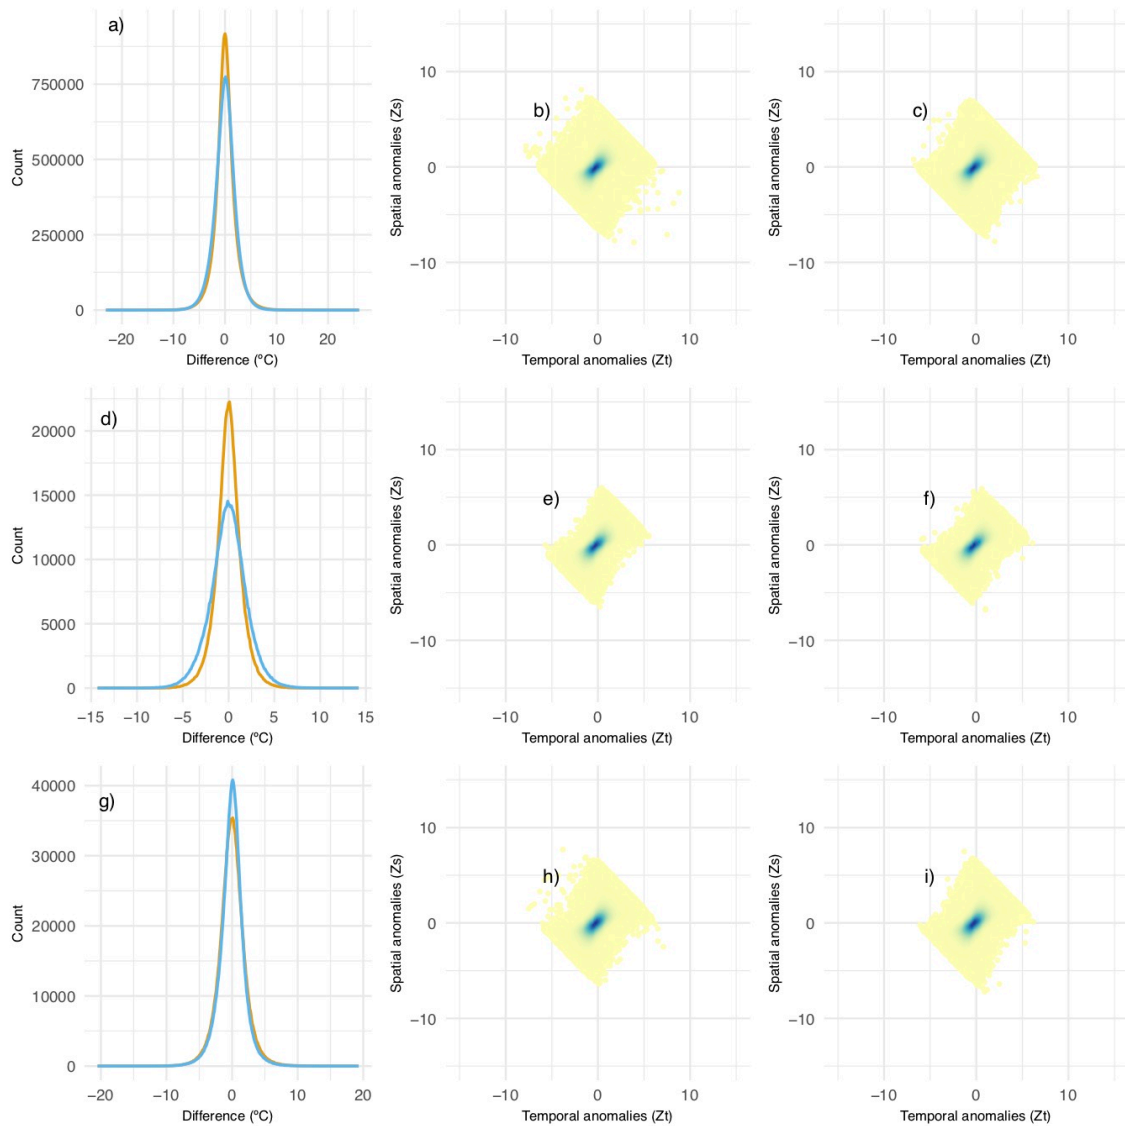 a)
750000
500000
250000
0
Count
−20 −10 0 10 20
Difference (°C)
b)
10
0
−10
Spatial anomalies (Zs)
−10 0 10
Temporal anomalies (Zt)
c)
10
0
−10
Spatial anomalies (Zs)
−10 0 10
Temporal anomalies (Zt)
d)
20000
15000
10000
5000
0
Count
−15 −10 −5 0 5 10 15
Difference (°C)
e)
10
0
−10
Spatial anomalies (Zs)
−10 0 10
Temporal anomalies (Zt)
f)
10
0
−10
Spatial anomalies (Zs)
−10 0 10
Temporal anomalies (Zt)
g)
40000
30000
20000
10000
0
Count
−20 −10 0 10 20
Difference (°C)
h)
10
0
−10
Spatial anomalies (Zs)
−10 0 10
Temporal anomalies (Zt)
i)
10
0
−10
Spatial anomalies (Zs)
−10 0 10
Temporal anomalies (Zt)